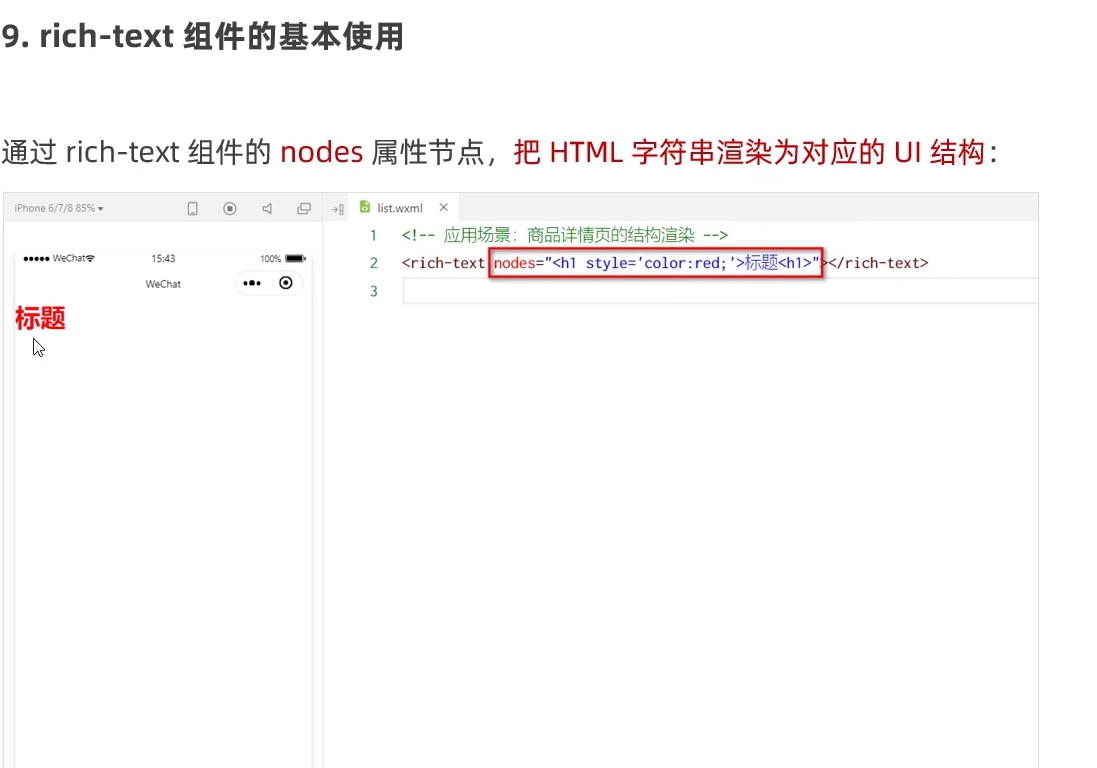 9. rich-text 组件的基本使用
通过 rich-text 组件的 nodes 属性节点，把 HTML 字符串渲染为对应的 UI 结构：
iPhone 6/7/8 85%
list.wxml
WeChat 15:43 100%
WeChat
标题
1 <!-- 应用场景：商品详情页的结构渲染 -->
2 <rich-text nodes="<h1 style='color:red;'>标题<h1>"></rich-text>
3